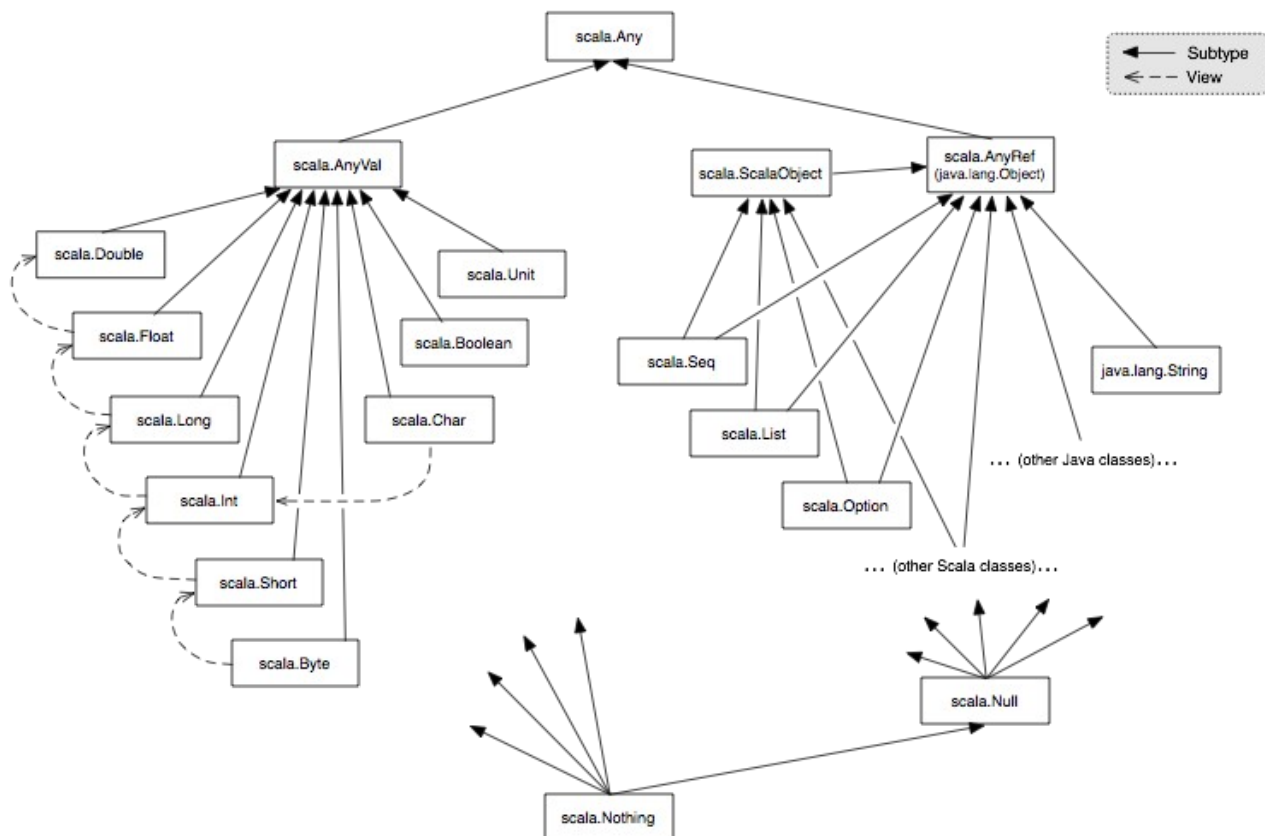 scala.Any
Subtype
View
scala.AnyVal
scala.ScalaObject
scala.AnyRef
(java.lang.Object)
scala.Double
scala.Unit
scala.Float
scala.Boolean
scala.Seq
java.lang.String
scala.Long
scala.Char
scala.List
... (other Java classes)...
scala.Int
scala.Option
... (other Scala classes)...
scala.Short
scala.Byte
scala.Null
scala.Nothing